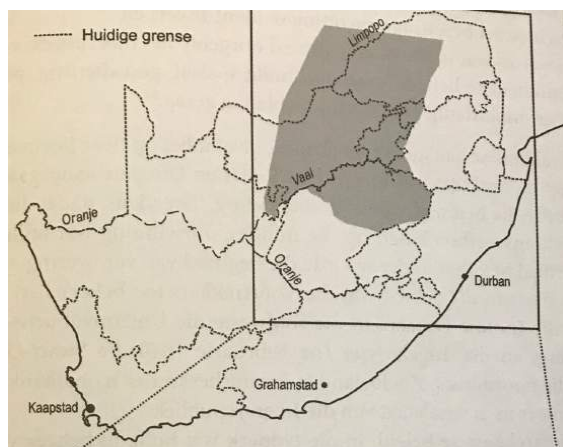 Huidige grense
Limpopo
Vaal
Oranje
Oranje
Durban
Grahamstad
Kaapstad